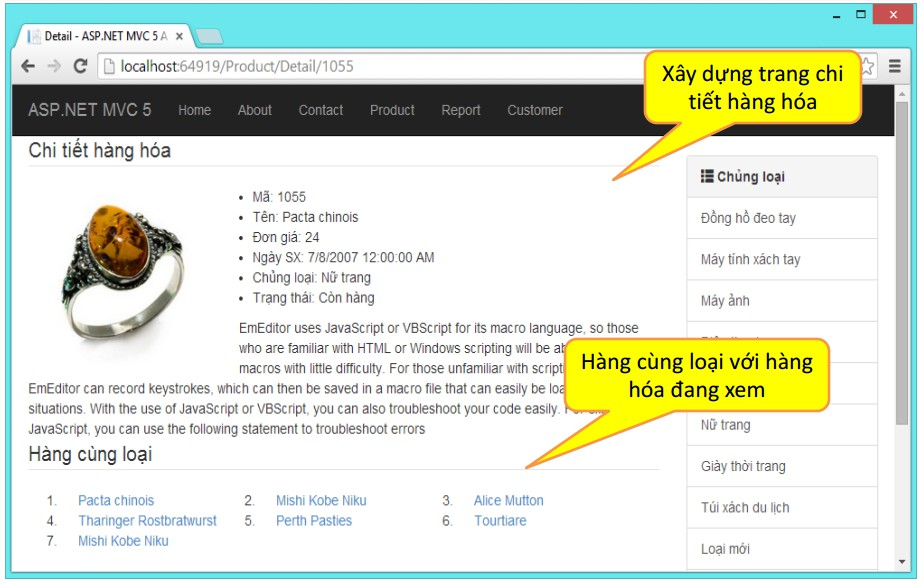 Detail - ASP.NET MVC 5 A
localhost:64919/Product/Detail/1055
Xây dựng trang chi
tiết hàng hóa
ASP.NET MVC 5 Home About Contact Product Report Customer
Chi tiết hàng hóa
• Mã: 1055
• Tên: Pacta chinois
• Đơn giá: 24
• Ngày SX: 7/8/2007 12:00:00 AM
• Chủng loại: Nữ trang
• Trạng thái: Còn hàng
EmEditor uses JavaScript or VBScript for its macro language, so those
who are familiar with HTML or Windows scripting will be
macros with little difficulty. For those unfamiliar with
EmEditor can record keystrokes, which can then be saved in a macro file that can easily be
situations. With the use of JavaScript or VBScript, you can also troubleshoot your code easily.
JavaScript, you can use the following statement to troubleshoot errors
Hàng cùng loại với hàng
hóa đang xem
Hàng cùng loại
1. Pacta chinois 2. Mishi Kobe Niku 3. Alice Mutton
4. Tharinger Rostbratwurst 5. Perth Pasties 6. Tourtiare
7. Mishi Kobe Niku
Chủng loại
Đồng hồ đeo tay
Máy tính xách tay
Máy ảnh
Nữ trang
Giày thời trang
Túi xách du lịch
Loại mới